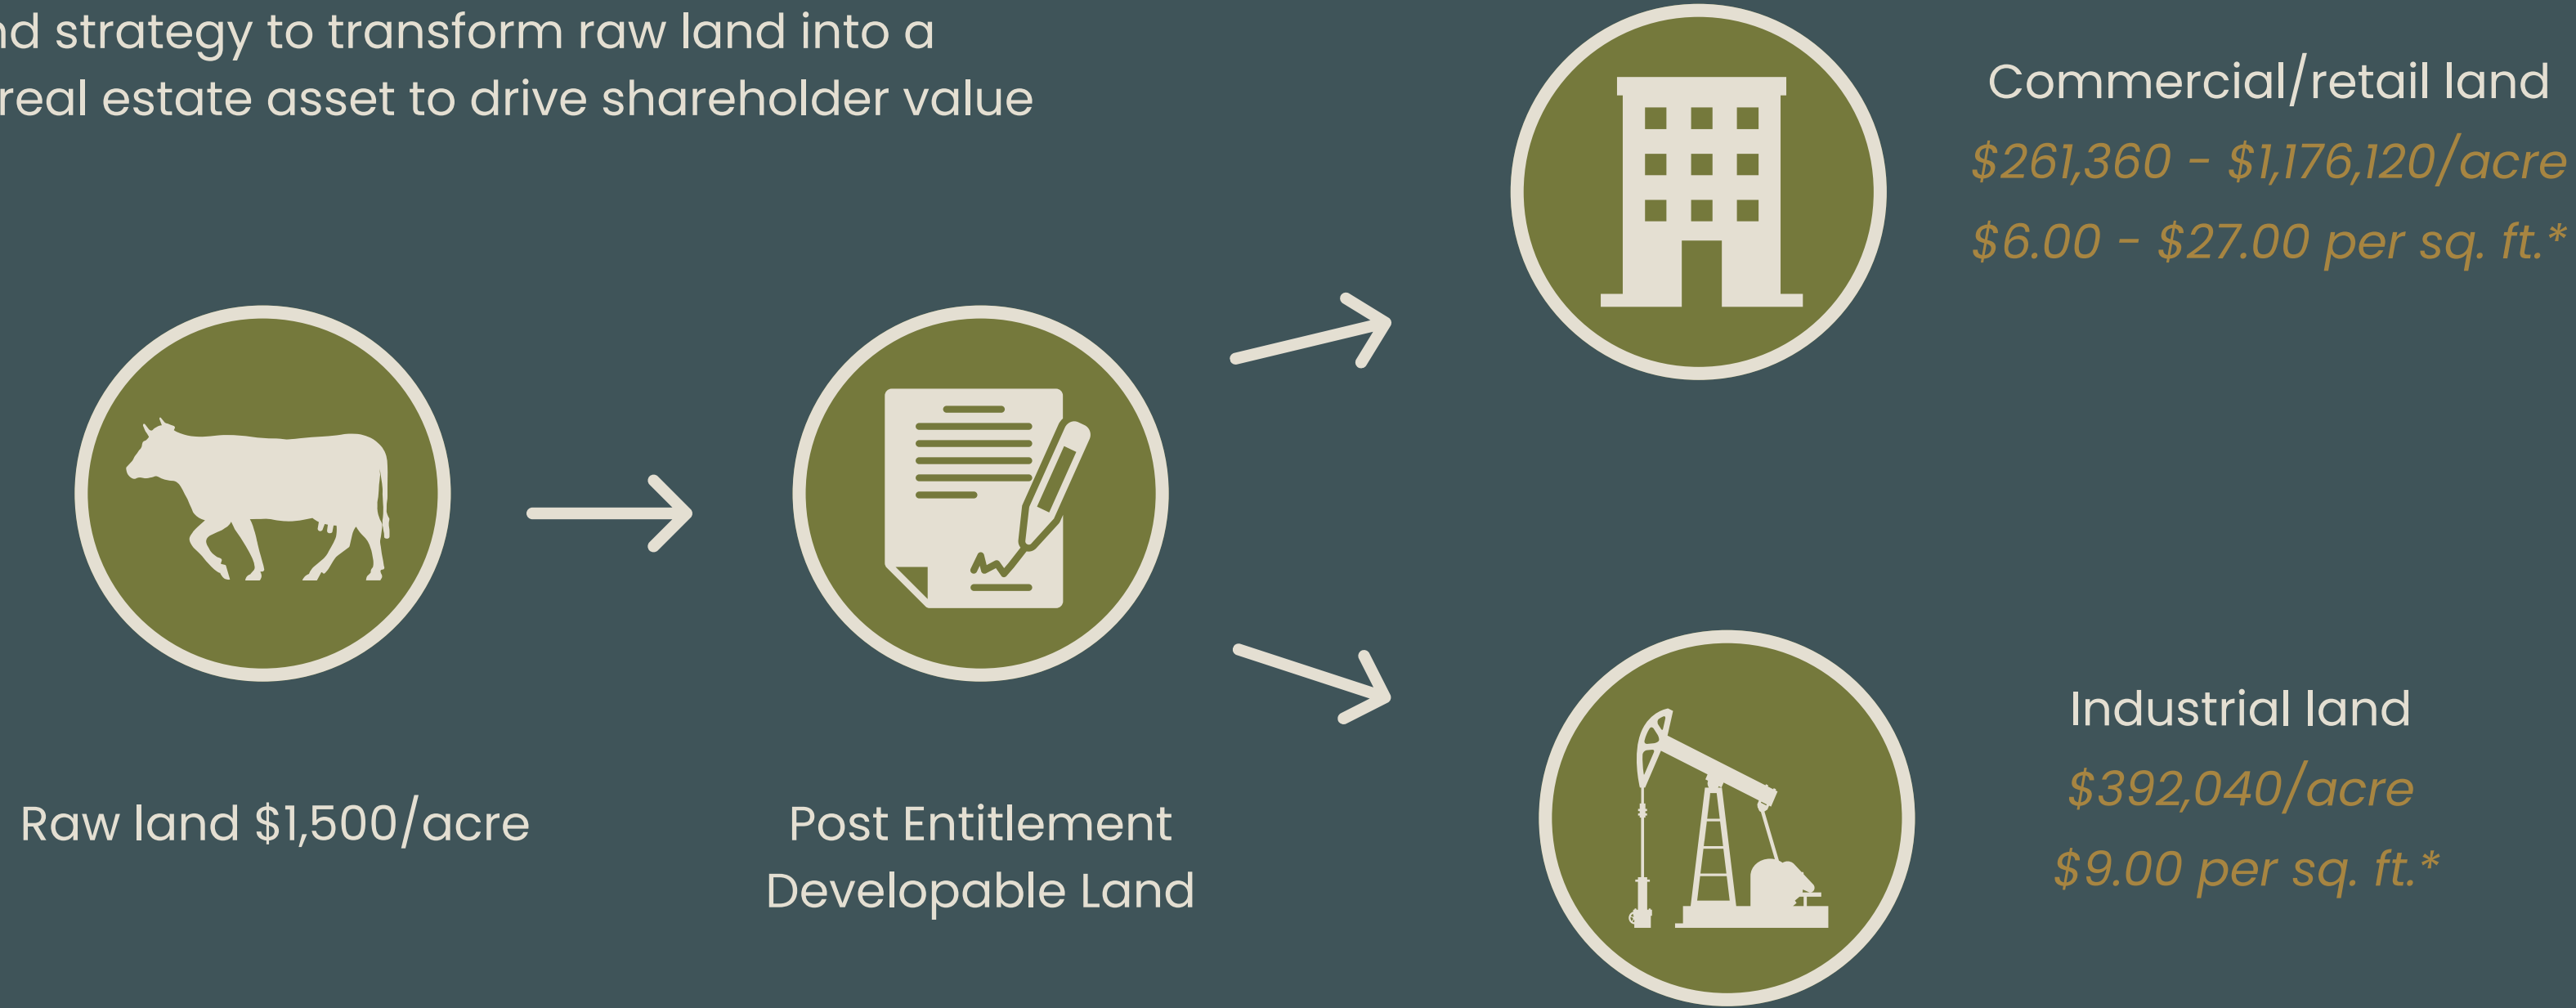 strategy to transform raw land into a
real estate asset to drive shareholder value
Commercial/retail land
$261,360 - $1,176,120/acre
$6.00 - $27.00 per sq. ft.*
Raw land $1,500/acre
Post Entitlement
Developable Land
Industrial land
$392,040/acre
$9.00 per sq. ft.*